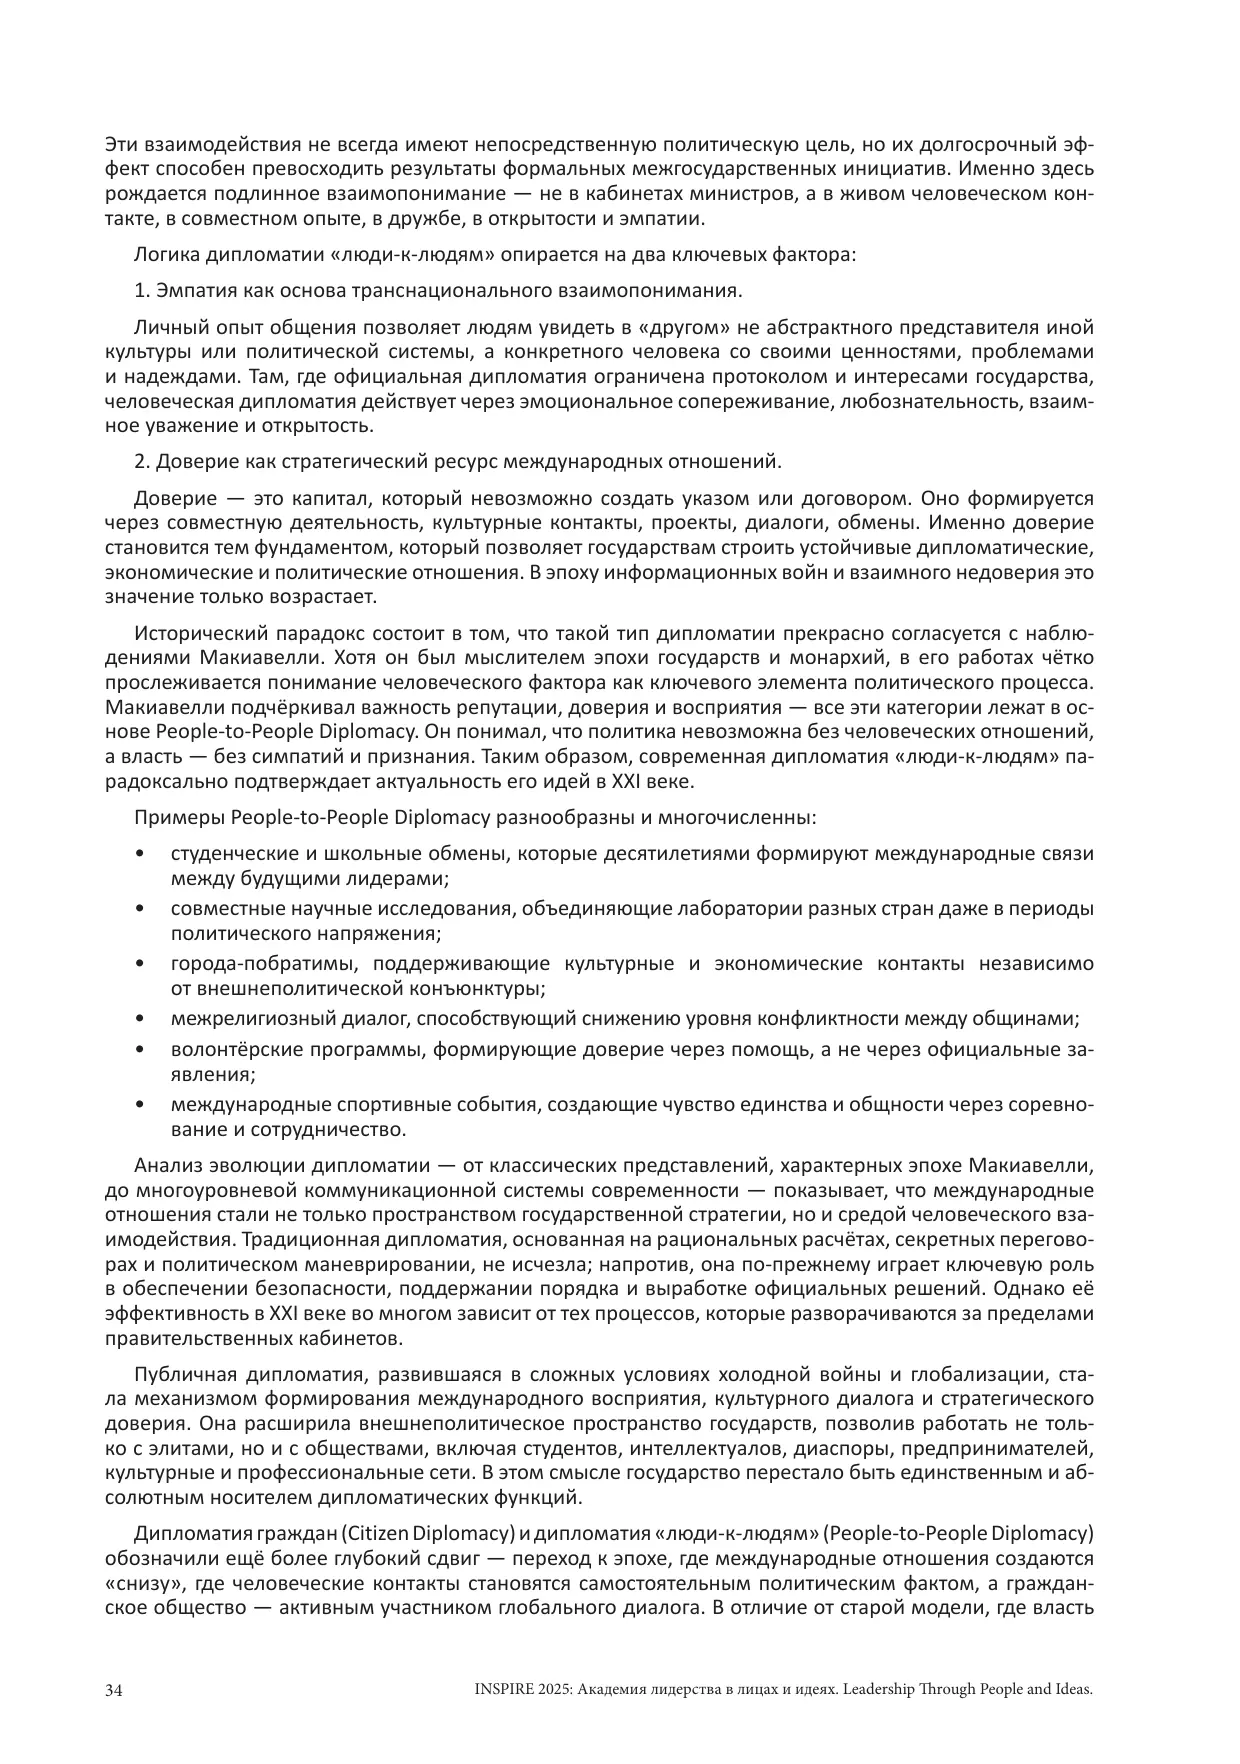 Эти взаимодействия не всегда имеют непосредственную политическую цель, но их долгосрочный эф-
фект способен превосходить результаты формальных межгосударственных инициатив. Именно здесь
рождается подлинное взаимопонимание — не в кабинетах министров, а в живом человеческом кон-
такте, в совместном опыте, в дружбе, в открытости и эмпатии.
Логика дипломатии «люди-к-людям» опирается на два ключевых фактора:
1. Эмпатия как основа транснационального взаимопонимания.
Личный опыт общения позволяет людям увидеть в «другом» не абстрактного представителя иной
культуры или политической системы, а конкретного человека со своими ценностями, проблемами
и надеждами. Там, где официальная дипломатия ограничена протоколом и интересами государства,
человеческая дипломатия действует через эмоциональное сопереживание, любознательность, взаим-
ное уважение и открытость.
2. Доверие как стратегический ресурс международных отношений.
Доверие — это капитал, который невозможно создать указом или договором. Оно формируется
через совместную деятельность, культурные контакты, проекты, диалоги, обмены. Именно доверие
становится тем фундаментом, который позволяет государствам строить устойчивые дипломатические,
экономические и политические отношения. В эпоху информационных войн и взаимного недоверия это
значение только возрастает.
Исторический парадокс состоит в том, что такой тип дипломатии прекрасно согласуется с наблю-
дениями Макиавелли. Хотя он был мыслителем эпохи государств и монархий, в его работах чётко
прослеживается понимание человеческого фактора как ключевого элемента политического процесса.
Макиавелли подчёркивал важность репутации, доверия и восприятия — все эти категории лежат в ос-
нове People-to-People Diplomacy. Он понимал, что политика невозможна без человеческих отношений,
а власть — без симпатий и признания. Таким образом, современная дипломатия «люди-к-людям» па-
радоксально подтверждает актуальность его идей в XXI веке.
Примеры People-to-People Diplomacy разнообразны и многочисленны:
• студенческие и школьные обмены, которые десятилетиями формируют международные связи
между будущими лидерами;
• совместные научные исследования, объединяющие лаборатории разных стран даже в периоды
политического напряжения;
• города-побратимы, поддерживающие культурные и экономические контакты независимо
от внешнеполитической конъюнктуры;
• межрелигиозный диалог, способствующий снижению уровня конфликтности между общинами;
• волонтёрские программы, формирующие доверие через помощь, а не через официальные за-
явления;
• международные спортивные события, создающие чувство единства и общности через соревно-
вание и сотрудничество.
Анализ эволюции дипломатии — от классических представлений, характерных эпохе Макиавелли,
до многоуровневой коммуникационной системы современности — показывает, что международные
отношения стали не только пространством государственной стратегии, но и средой человеческого вза-
имодействия. Традиционная дипломатия, основанная на рациональных расчётах, секретных перегово-
рах и политическом маневрировании, не исчезла; напротив, она по-прежнему играет ключевую роль
в обеспечении безопасности, поддержании порядка и выработке официальных решений. Однако её
эффективность в XXI веке во многом зависит от тех процессов, которые разворачиваются за пределами
правительственных кабинетов.
Публичная дипломатия, развившаяся в сложных условиях холодной войны и глобализации, ста-
ла механизмом формирования международного восприятия, культурного диалога и стратегического
доверия. Она расширила внешнеполитическое пространство государств, позволив работать не толь-
ко с элитами, но и с обществами, включая студентов, интеллектуалов, диаспоры, предпринимателей,
культурные и профессиональные сети. В этом смысле государство перестало быть единственным и аб-
солютным носителем дипломатических функций.
Дипломатия граждан (Citizen Diplomacy) и дипломатия «люди-к-людям» (People-to-People Diplomacy)
обозначили ещё более глубокий сдвиг — переход к эпохе, где международные отношения создаются
«снизу», где человеческие контакты становятся самостоятельным политическим фактом, а граждан-
ское общество — активным участником глобального диалога. В отличие от старой модели, где власть
34 INSPIRE 2025: Академия лидерства в лицах и идеях. Leadership Through People and Ideas.